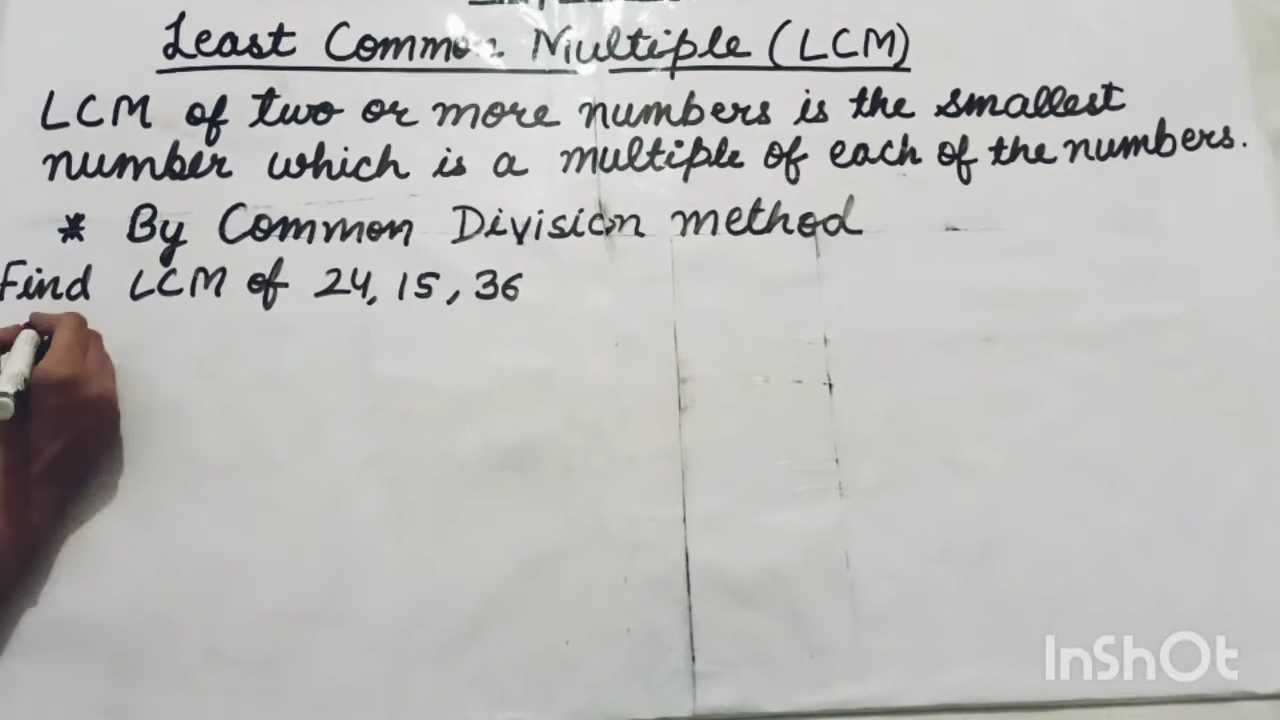 Least Common Multiple (LCM)
LCM of two or more numbers is the smallest
number which is a multiple of each of the numbers.
* By Common Division method
Find LCM of 24, 15, 36
InShOt